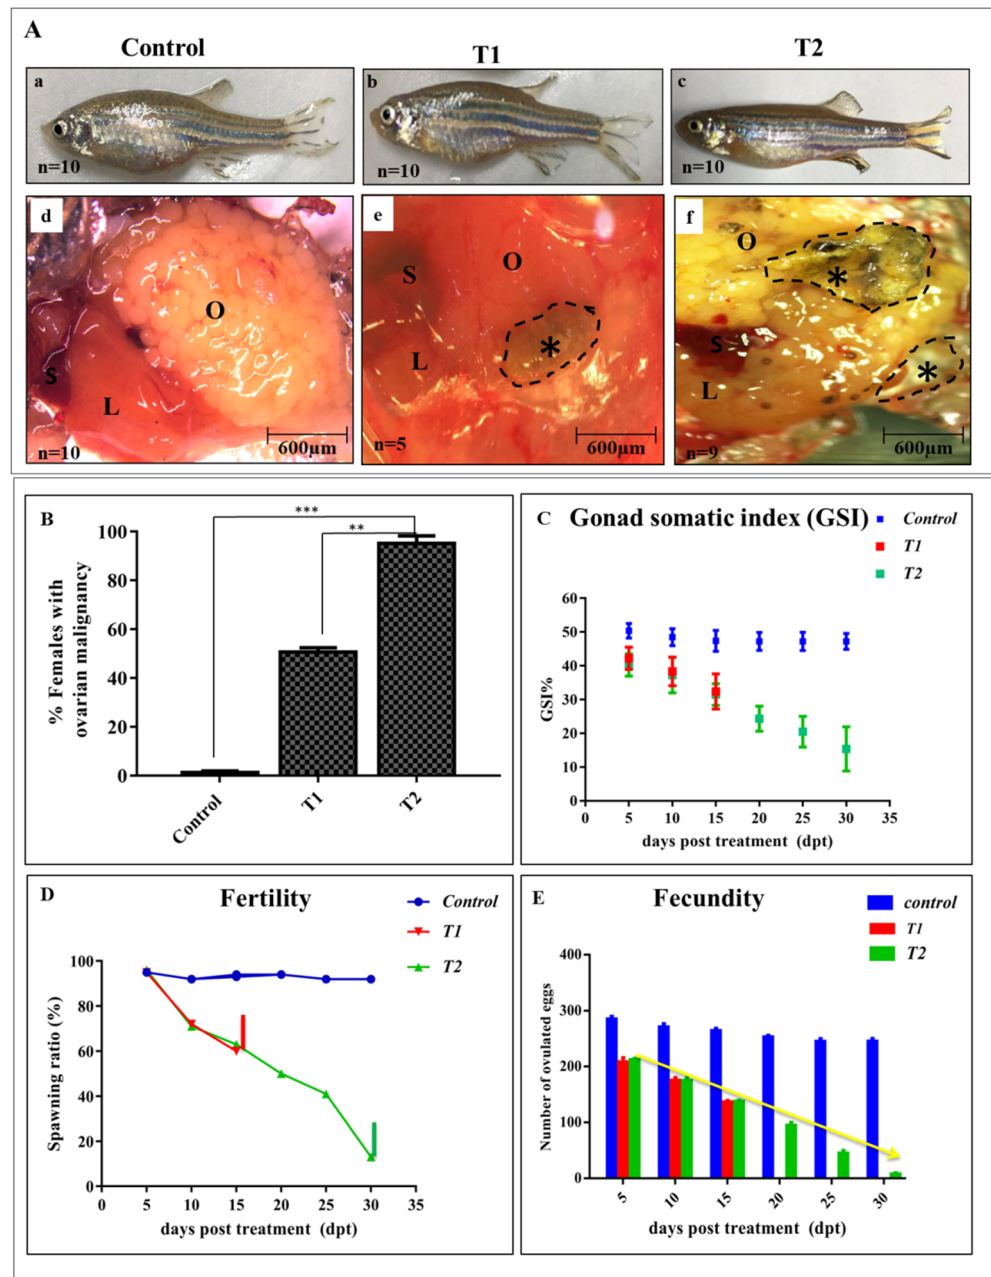 A
Control
T1
T2
a
n=10
b
n=10
c
n=10
d
O
S
L
600µm
n=10
e
S
O
L
*
600µm
n=5
f
O
*
S
L
*
600µm
n=9
B
***
**
% Females with
ovarian malignancy
100
80
60
40
20
0
Control
T1
T2
C
Gonad somatic index (GSI)
Control
T1
T2
GSI%
60
50
40
30
20
10
0
0 5 10 15 20 25 30 35
days post treatment (dpt)
D
Fertility
Control
T1
T2
Spawning ratio (%)
100
80
60
40
20
0
0 5 10 15 20 25 30 35
days post treatment (dpt)
E
Fecundity
control
T1
T2
Number of ovulated eggs
400
300
200
100
0
5 10 15 20 25 30
days post treatment (dpt)